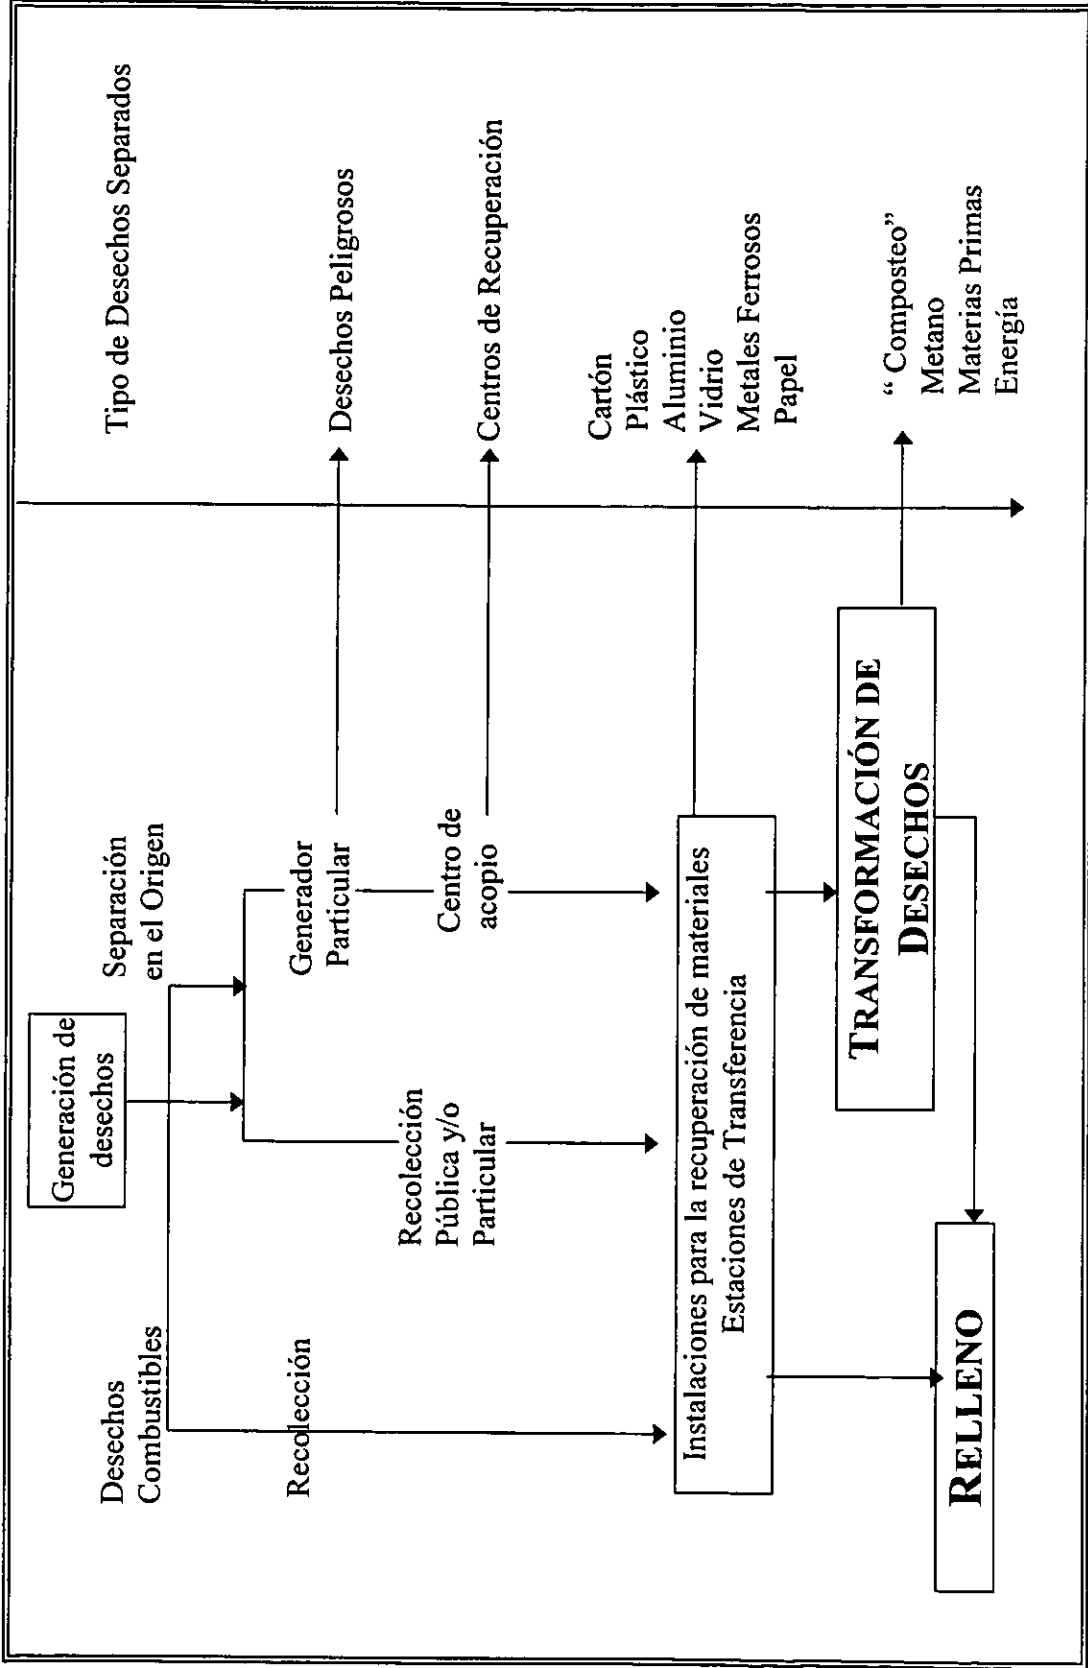 Generación de
desechos
Desechos
Combustibles
Separación
en el Origen
Tipo de Desechos Separados
Recolección
Generador
Particular
Desechos Peligrosos
Recolección
Pública y/o
Particular
Centro de
acopio
Centros de Recuperación
Instalaciones para la recuperación de materiales
Estaciones de Transferencia
Cartón
Plástico
Aluminio
Vidrio
Metales Ferrosos
Papel
TRANSFORMACIÓN DE
DESECHOS
“ Composteo”
Metano
Materias Primas
Energía
RELLENO